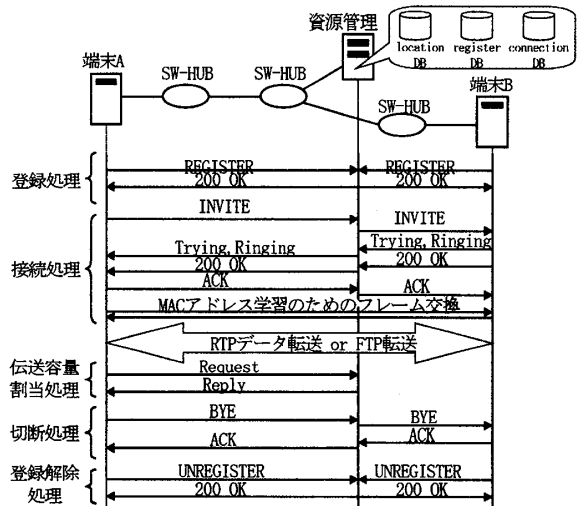 資源管理
location register connection
DB DB DB
端末A
SW-HUB
SW-HUB
SW-HUB
端末B
登録処理
REGISTER
REGISTER
200 OK
200 OK
接続処理
INVITE
INVITE
Trying,Ringing
Trying,Ringing
200 OK
200 OK
ACK
ACK
MACアドレス学習のためのフレーム交換
RTPデータ転送 or FTP転送
伝送容量
割当処理
Request
Reply
切断処理
BYE
BYE
ACK
ACK
登録解除
処理
UNREGISTER
UNREGISTER
200 OK
200 OK